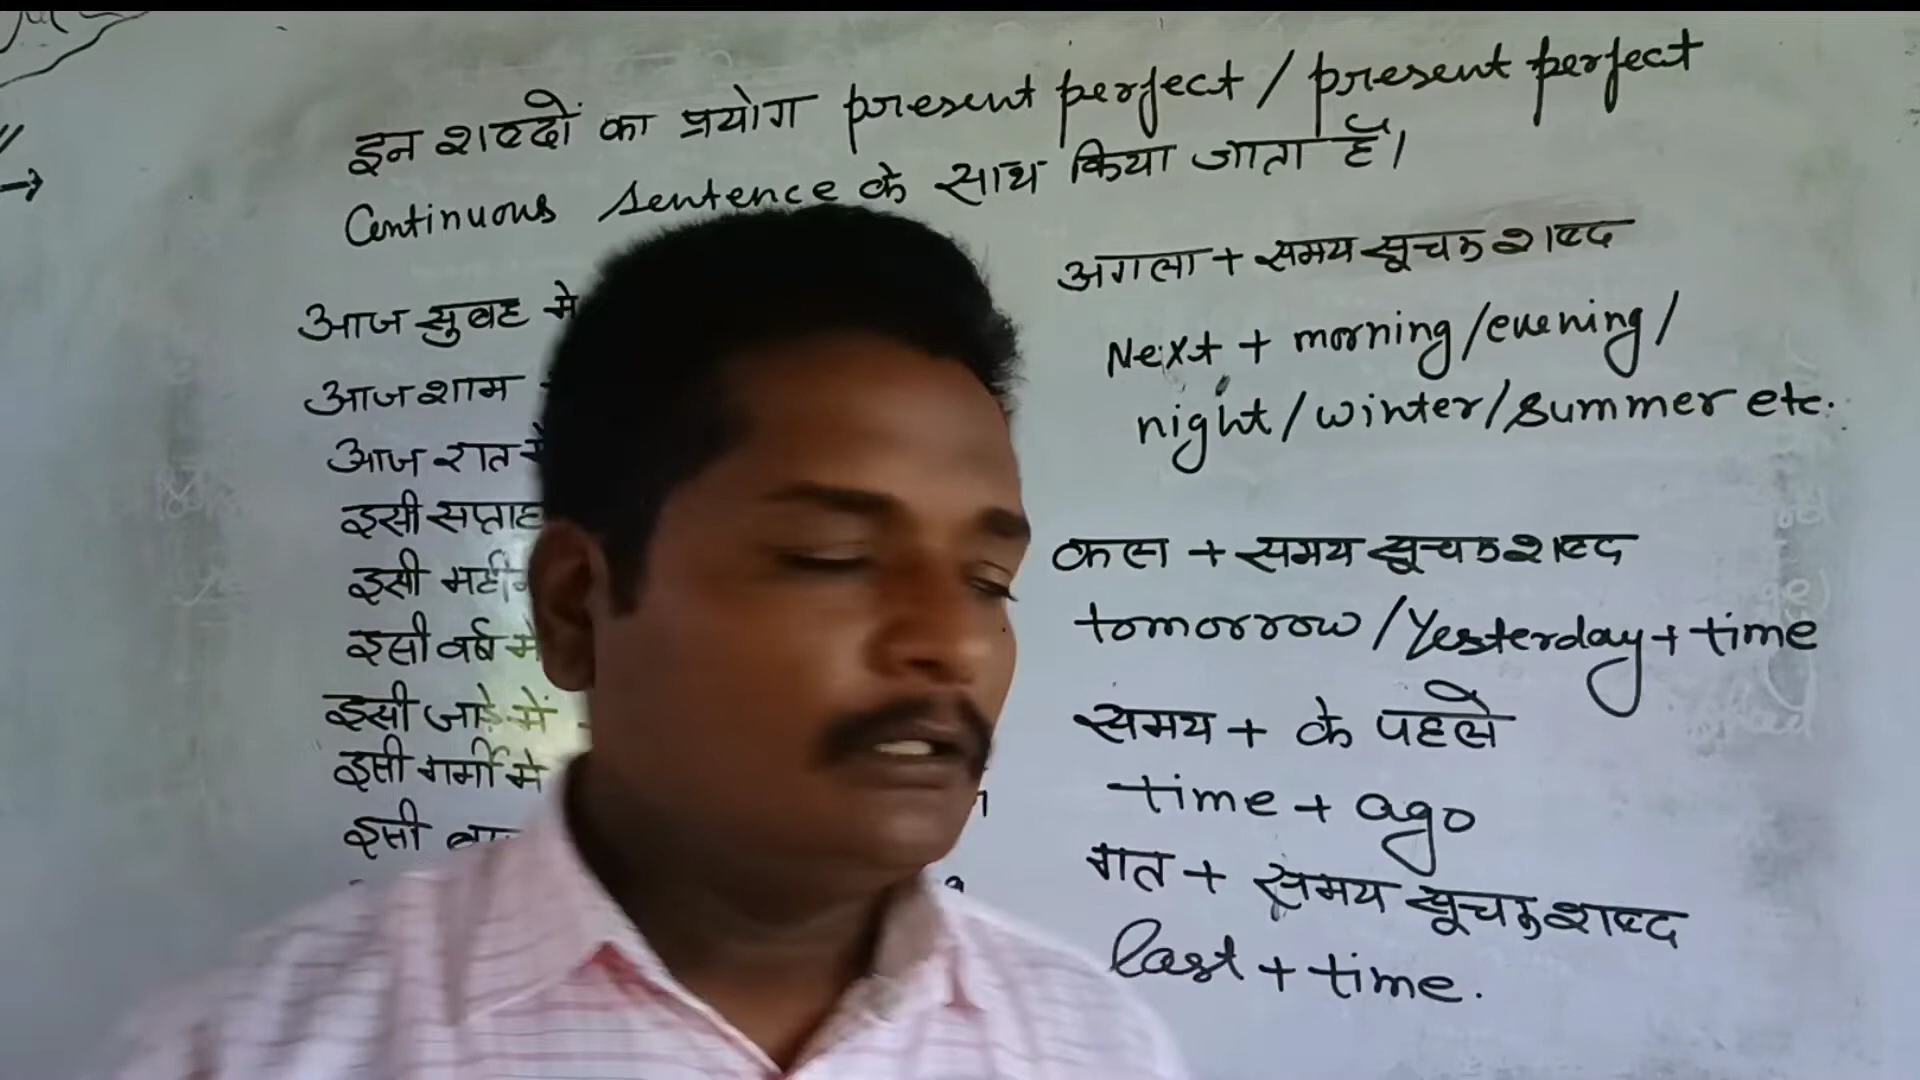 इन शब्दों का प्रयोग present perfect / present perfect
Continuous sentence के साथ किया जाता है।
आज सुबह मे
आज शाम
आज रात
इसी सप्ताह
इसी
इसी वर्ष मे
इसी जाड़े में
इसी गर्मी मे
इसी
अगला + समय सूचक शब्द
Next + morning/evening/
night/winter/summer etc.
कल + समय सूचक शब्द
tomorrow/Yesterday + time
समय + के पहले
time + ago
गत + समय सूचक शब्द
last + time.